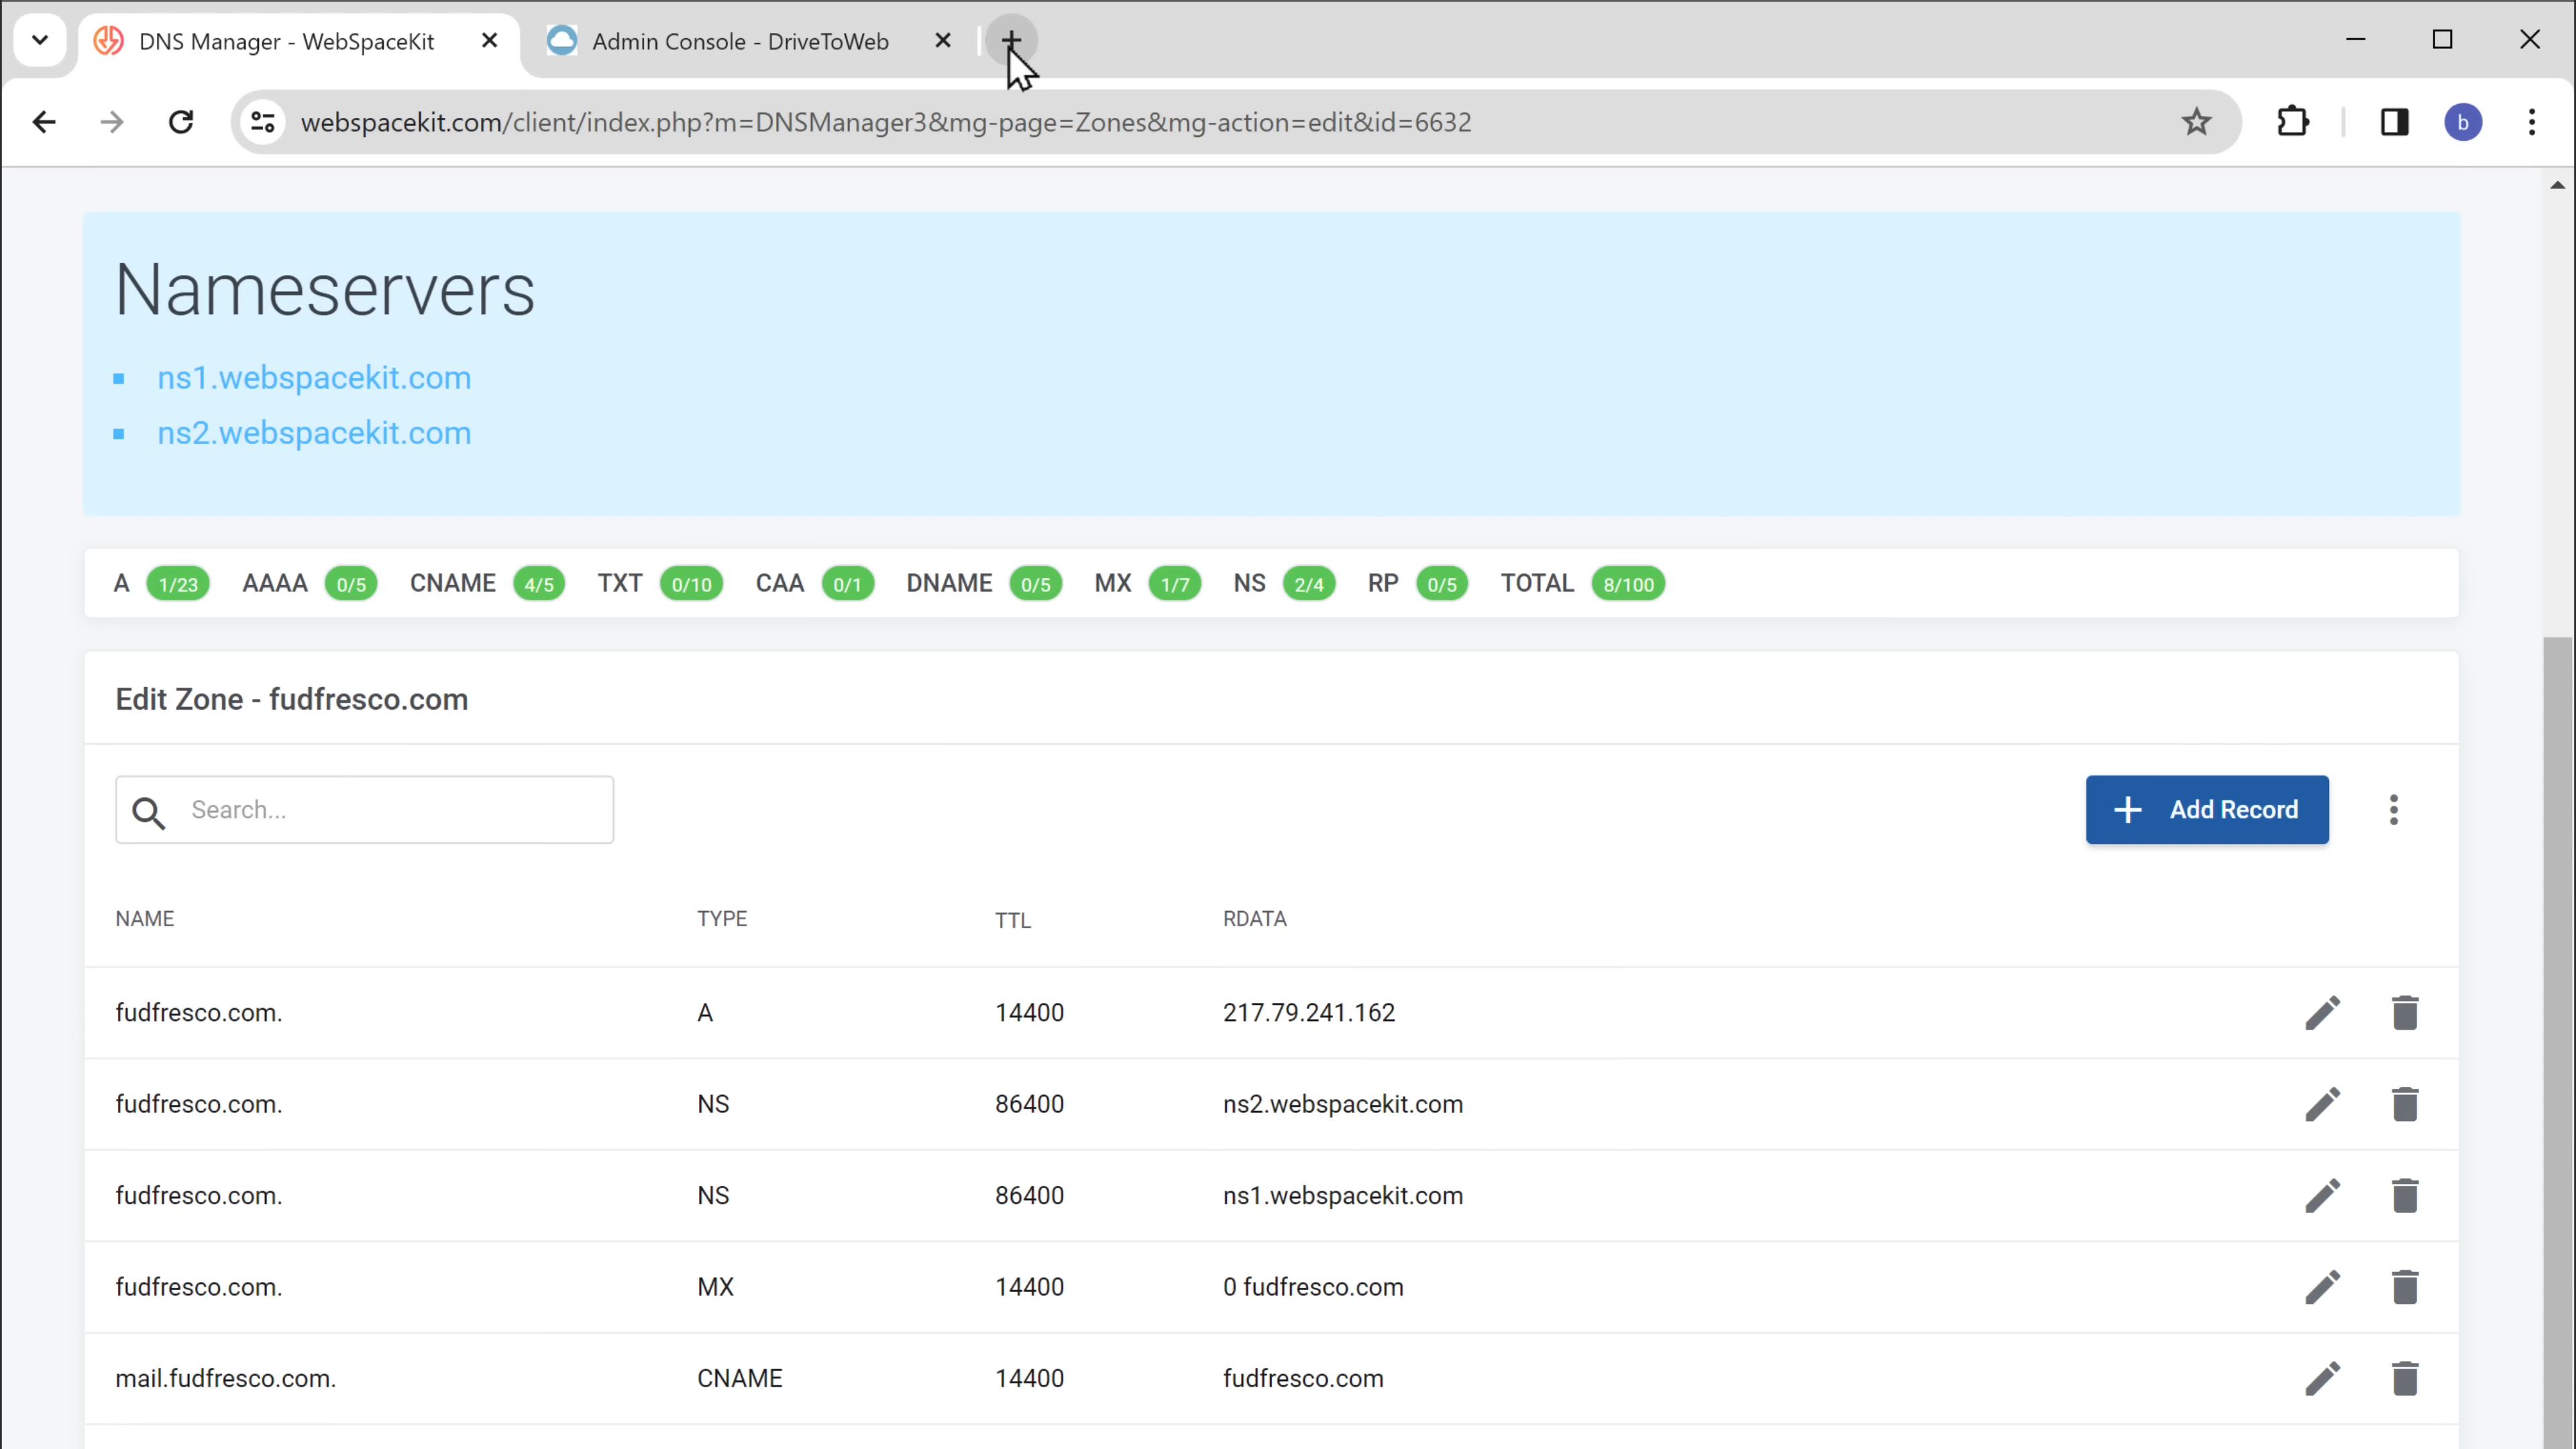 DNS Manager - WebSpaceKit
Admin Console - DriveToWeb
webspacekit.com/client/index.php?m=DNSManager3&mg-page=Zones&mg-action=edit&id=6632
b
Nameservers
ns1.webspacekit.com
ns2.webspacekit.com
A 1/23 AAAA 0/5 CNAME 4/5 TXT 0/10 CAA 0/1 DNAME 0/5 MX 1/7 NS 2/4 RP 0/5 TOTAL 8/100
Edit Zone - fudfresco.com
Search...
Add Record
NAME TYPE TTL RDATA
fudfresco.com. A 14400 217.79.241.162
fudfresco.com. NS 86400 ns2.webspacekit.com
fudfresco.com. NS 86400 ns1.webspacekit.com
fudfresco.com. MX 14400 0 fudfresco.com
mail.fudfresco.com. CNAME 14400 fudfresco.com